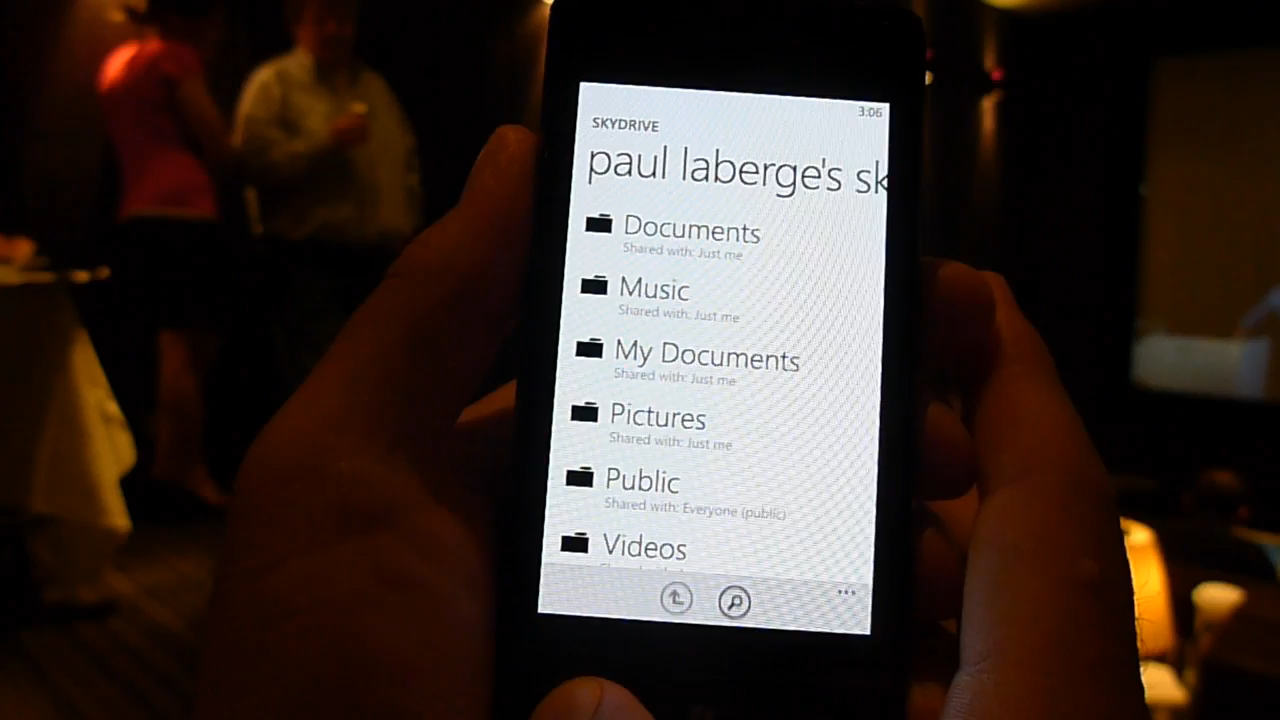 3:06
SKYDRIVE
paul laberge's sk
Documents
Shared with: Just me
Music
Shared with: Just me
My Documents
Shared with: Just me
Pictures
Shared with: Just me
Public
Shared with: Everyone (public)
Videos